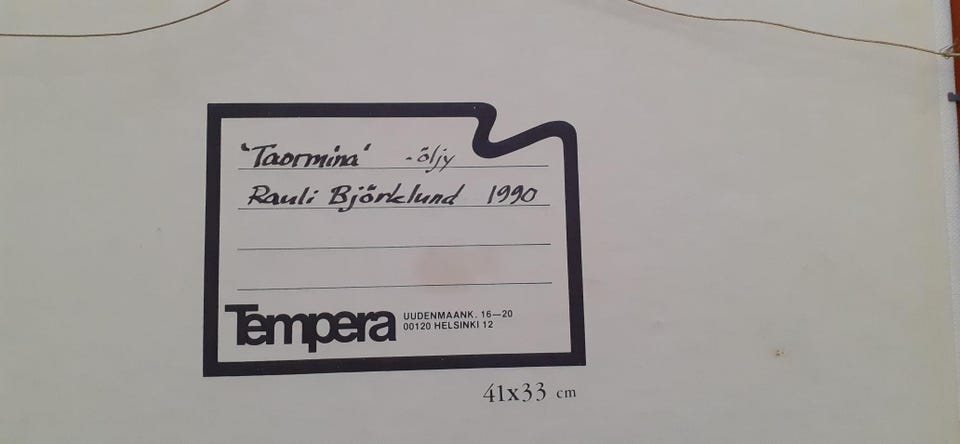 'Taormina' - öljy
Rauli Björklund 1990
Tempera UUDENMAANK. 16—20
00120 HELSINKI 12
41x33 cm